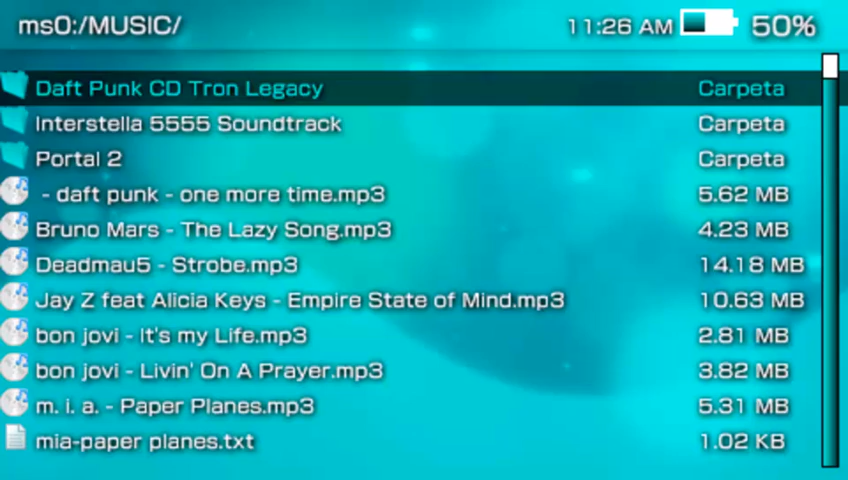 ms0:/MUSIC/ 11:26 AM 50%
Daft Punk CD Tron Legacy Carpeta
Interstella 5555 Soundtrack Carpeta
Portal 2 Carpeta
- daft punk - one more time.mp3 5.62 MB
Bruno Mars - The Lazy Song.mp3 4.23 MB
Deadmau5 - Strobe.mp3 14.18 MB
Jay Z feat Alicia Keys - Empire State of Mind.mp3 10.63 MB
bon jovi - It's my Life.mp3 2.81 MB
bon jovi - Livin' On A Prayer.mp3 3.82 MB
m. i. a. - Paper Planes.mp3 5.31 MB
mia-paper planes.txt 1.02 KB